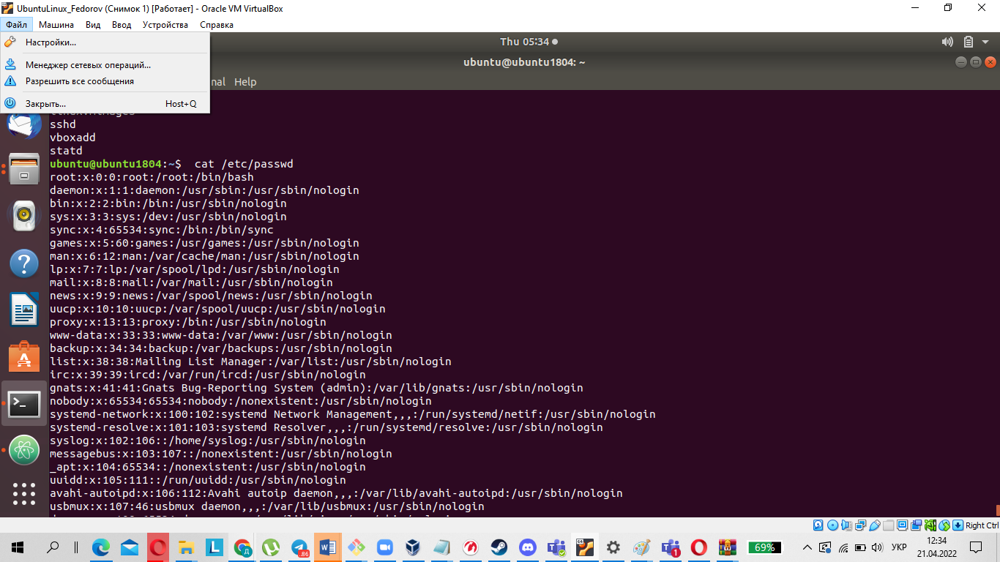 UbuntuLinux_Fedorov (Снимок 1) [Работает] - Oracle VM VirtualBox
Файл Машина Вид Ввод Устройства Справка
Настройки...
Менеджер сетевых операций...
Разрешить все сообщения
Закрыть... Host+Q
Thu 05:34
ubuntu@ubuntu1804: ~
nal Help
sshd
vboxadd
statd
ubuntu@ubuntu1804:~$  cat /etc/passwd
root:x:0:0:root:/root:/bin/bash
daemon:x:1:1:daemon:/usr/sbin:/usr/sbin/nologin
bin:x:2:2:bin:/bin:/usr/sbin/nologin
sys:x:3:3:sys:/dev:/usr/sbin/nologin
sync:x:4:65534:sync:/bin:/bin/sync
games:x:5:60:games:/usr/games:/usr/sbin/nologin
man:x:6:12:man:/var/cache/man:/usr/sbin/nologin
lp:x:7:7:lp:/var/spool/lpd:/usr/sbin/nologin
mail:x:8:8:mail:/var/mail:/usr/sbin/nologin
news:x:9:9:news:/var/spool/news:/usr/sbin/nologin
uucp:x:10:10:uucp:/var/spool/uucp:/usr/sbin/nologin
proxy:x:13:13:proxy:/bin:/usr/sbin/nologin
www-data:x:33:33:www-data:/var/www:/usr/sbin/nologin
backup:x:34:34:backup:/var/backups:/usr/sbin/nologin
list:x:38:38:Mailing List Manager:/var/list:/usr/sbin/nologin
irc:x:39:39:ircd:/var/run/ircd:/usr/sbin/nologin
gnats:x:41:41:Gnats Bug-Reporting System (admin):/var/lib/gnats:/usr/sbin/nologin
nobody:x:65534:65534:nobody:/nonexistent:/usr/sbin/nologin
systemd-network:x:100:102:systemd Network Management,,,:/run/systemd/netif:/usr/sbin/nologin
systemd-resolve:x:101:103:systemd Resolver,,,:/run/systemd/resolve:/usr/sbin/nologin
syslog:x:102:106::/home/syslog:/usr/sbin/nologin
messagebus:x:103:107::/nonexistent:/usr/sbin/nologin
_apt:x:104:65534::/nonexistent:/usr/sbin/nologin
uuidd:x:105:111::/run/uuidd:/usr/sbin/nologin
avahi-autoipd:x:106:112:Avahi autoip daemon,,,:/var/lib/avahi-autoipd:/usr/sbin/nologin
usbmux:x:107:46:usbmux daemon,,,:/var/lib/usbmux:/usr/sbin/nologin
Right Ctrl
69%
УКР
12:34
21.04.2022